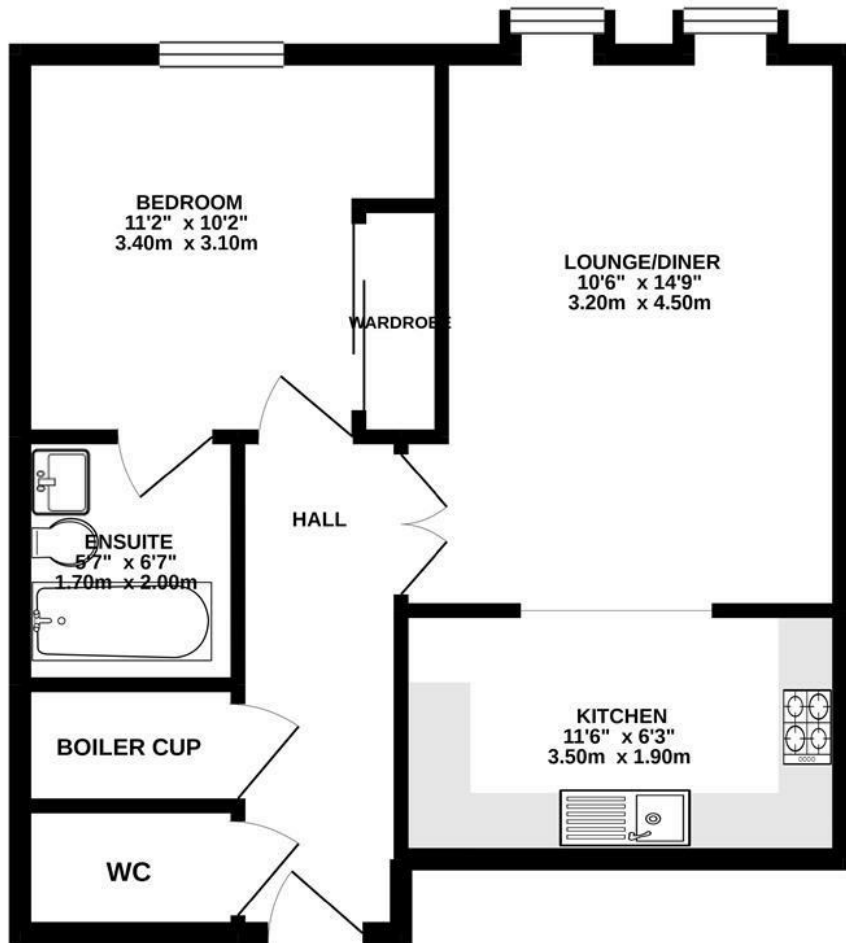 BEDROOM
11'2" x 10'2"
3.40m x 3.10m
LOUNGE/DINER
10'6" x 14'9"
3.20m x 4.50m
WARDROBE
HALL
ENSUITE
5'7" x 6'7"
1.70m x 2.00m
KITCHEN
11'6" x 6'3"
3.50m x 1.90m
BOILER CUP
WC